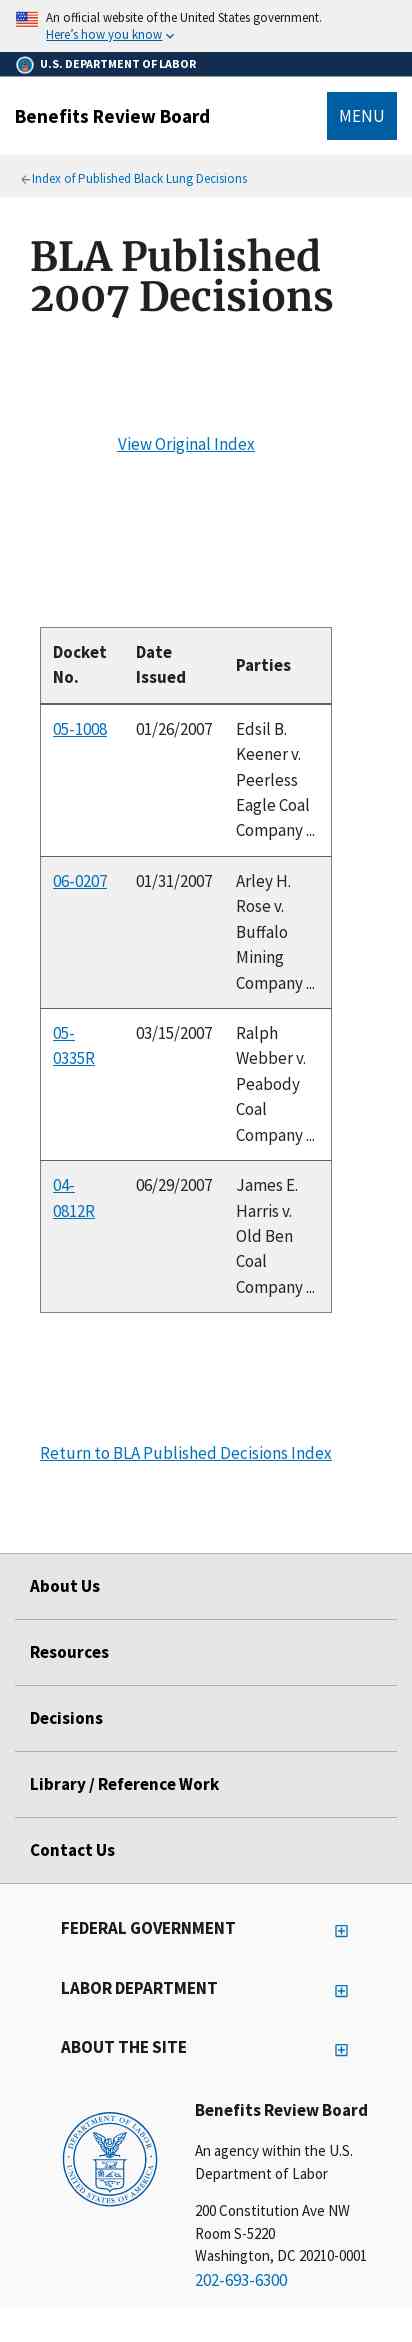 An official website of the United States government.
Here's how you know
U.S. DEPARTMENT OF LABOR
Benefits Review Board
MENU
Index of Published Black Lung Decisions
BLA Published
2007 Decisions
View Original Index
Docket No.
Date Issued
Parties
05-1008
01/26/2007
Edsil B.
Keener v.
Peerless
Eagle Coal
Company ...
06-0207
01/31/2007
Arley H.
Rose v.
Buffalo
Mining
Company ...
05-
0335R
03/15/2007
Ralph
Webber v.
Peabody
Coal
Company ...
04-
0812R
06/29/2007
James E.
Harris v.
Old Ben
Coal
Company ...
Return to BLA Published Decisions Index
About Us
Resources
Decisions
Library / Reference Work
Contact Us
FEDERAL GOVERNMENT
LABOR DEPARTMENT
ABOUT THE SITE
DEPARTMENT OF LABOR
UNITED STATES OF AMERICA
Benefits Review Board
An agency within the U.S.
Department of Labor
200 Constitution Ave NW
Room S-5220
Washington, DC 20210-0001
202-693-6300